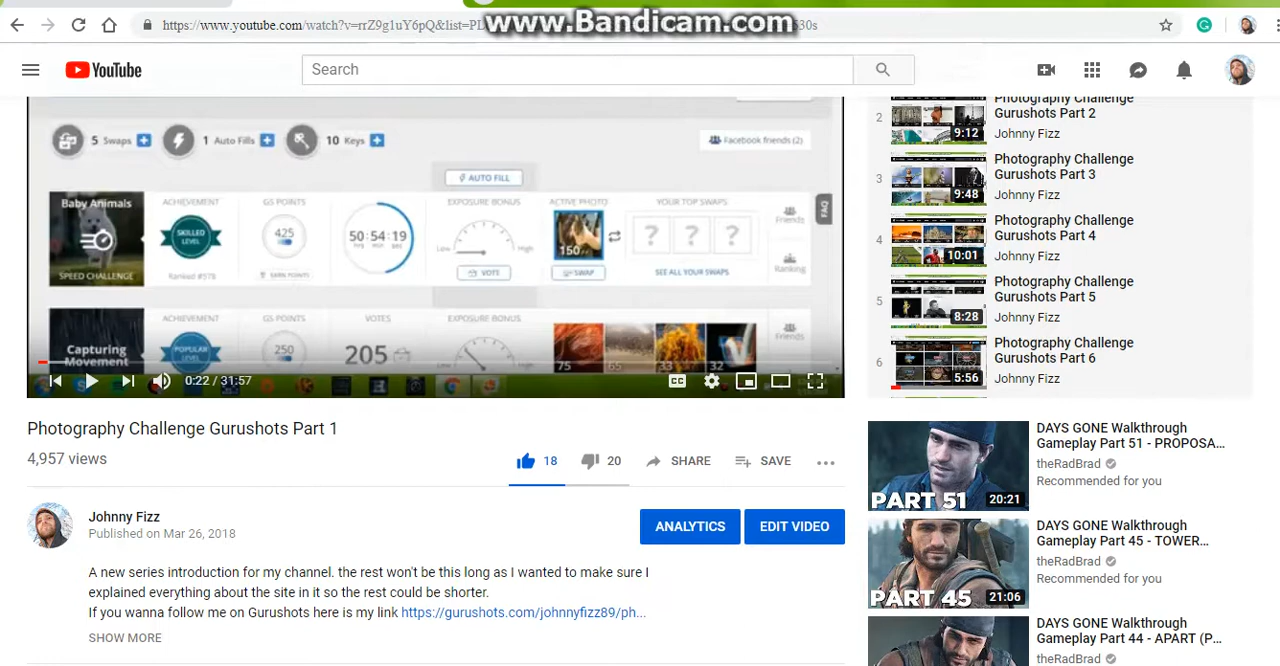 www.Bandicam.com
https://www.youtube.com/watch?v=rrZ9g1uY6pQ&list=PL 30s
YouTube
Search
5 Swaps
1 Auto Fills
10 Keys
Facebook friends (2)
AUTO FILL
Baby Animals
SPEED CHALLENGE
ACHIEVEMENT
SKILLED
LEVEL
Ranked #578
GS POINTS
425
EARN POINTS
50:54:19
EXPOSURE BONUS
Low
High
VOTE
ACTIVE PHOTO
150
SWAP
YOUR TOP SWAPS
? ? ?
SEE ALL YOUR SWAPS
Friends
Ranking
FAQ
Capturing
Movement
ACHIEVEMENT
POPULAR
LEVEL
GS POINTS
250
VOTES
205
EXPOSURE BONUS
75
65
33
32
Friends
0:22 / 31:57
CC
Photography Challenge Gurushots Part 1
4,957 views
18
20
SHARE
SAVE
Johnny Fizz
Published on Mar 26, 2018
ANALYTICS
EDIT VIDEO
A new series introduction for my channel. the rest won't be this long as I wanted to make sure I
explained everything about the site in it so the rest could be shorter.
If you wanna follow me on Gurushots here is my link https://gurushots.com/johnnyfizz89/ph...
SHOW MORE
2
9:12
Photography Challenge
Gurushots Part 2
Johnny Fizz
3
9:48
Photography Challenge
Gurushots Part 3
Johnny Fizz
4
10:01
Photography Challenge
Gurushots Part 4
Johnny Fizz
5
8:28
Photography Challenge
Gurushots Part 5
Johnny Fizz
6
5:56
Photography Challenge
Gurushots Part 6
Johnny Fizz
PART 51
20:21
DAYS GONE Walkthrough
Gameplay Part 51 - PROPOSA...
theRadBrad
Recommended for you
PART 45
21:06
DAYS GONE Walkthrough
Gameplay Part 45 - TOWER...
theRadBrad
Recommended for you
DAYS GONE Walkthrough
Gameplay Part 44 - APART (P...
theRadBrad